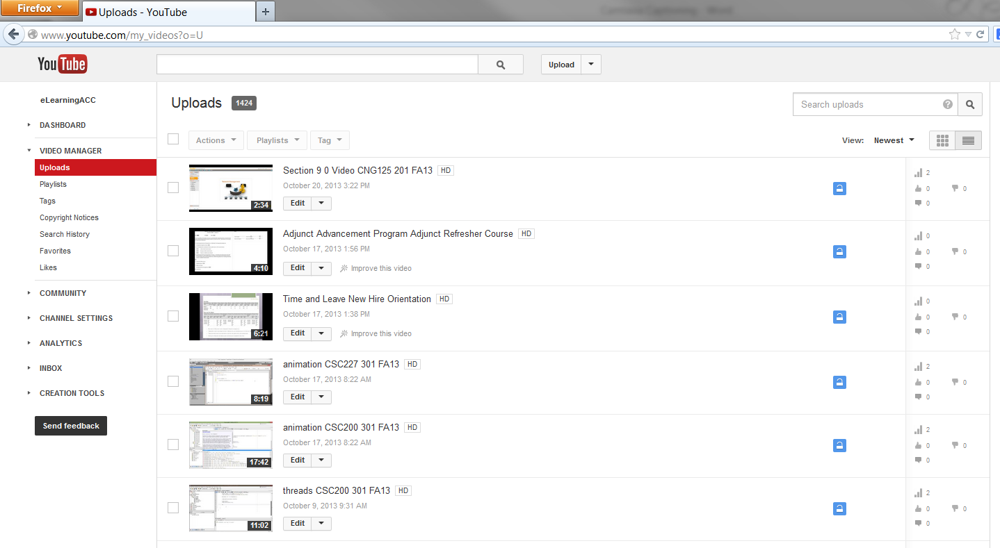 Firefox
Uploads - YouTube
www.youtube.com/my_videos?o=U
YouTube
Upload
eLearningACC
DASHBOARD
VIDEO MANAGER
Uploads
Playlists
Tags
Copyright Notices
Search History
Favorites
Likes
COMMUNITY
CHANNEL SETTINGS
ANALYTICS
INBOX
CREATION TOOLS
Send feedback
Uploads 1424
Search uploads ?
Actions Playlists Tag View: Newest
Section 9 0 Video CNG125 201 FA13 HD
October 20, 2013 3:22 PM
2:34
Edit
2
0 0
0
Adjunct Advancement Program Adjunct Refresher Course HD
October 17, 2013 1:56 PM
4:10
Edit Improve this video
0
0 0
0
Time and Leave New Hire Orientation HD
October 17, 2013 1:38 PM
6:21
Edit Improve this video
0
0 0
0
animation CSC227 301 FA13 HD
October 17, 2013 8:22 AM
8:19
Edit
2
0 0
0
animation CSC200 301 FA13 HD
October 17, 2013 8:22 AM
17:42
Edit
2
0 0
0
threads CSC200 301 FA13 HD
October 9, 2013 9:31 AM
11:02
Edit
2
0 0
0